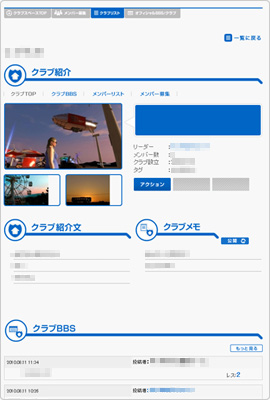 クラブスペースTOP メンバー募集 クラブリスト オフィシャルBBSトラブ
一覧に戻る
クラブ紹介
クラブTOP クラブBBS メンバーリスト メンバー募集
リーダー :
メンバー数 :
クラブ設立 :
タグ :
アクション
クラブ紹介文
クラブメモ
公開
クラブBBS
もっと見る
2010.08.11 11:24 投稿者:
レス:2
2010.08.11 10:35 投稿者: